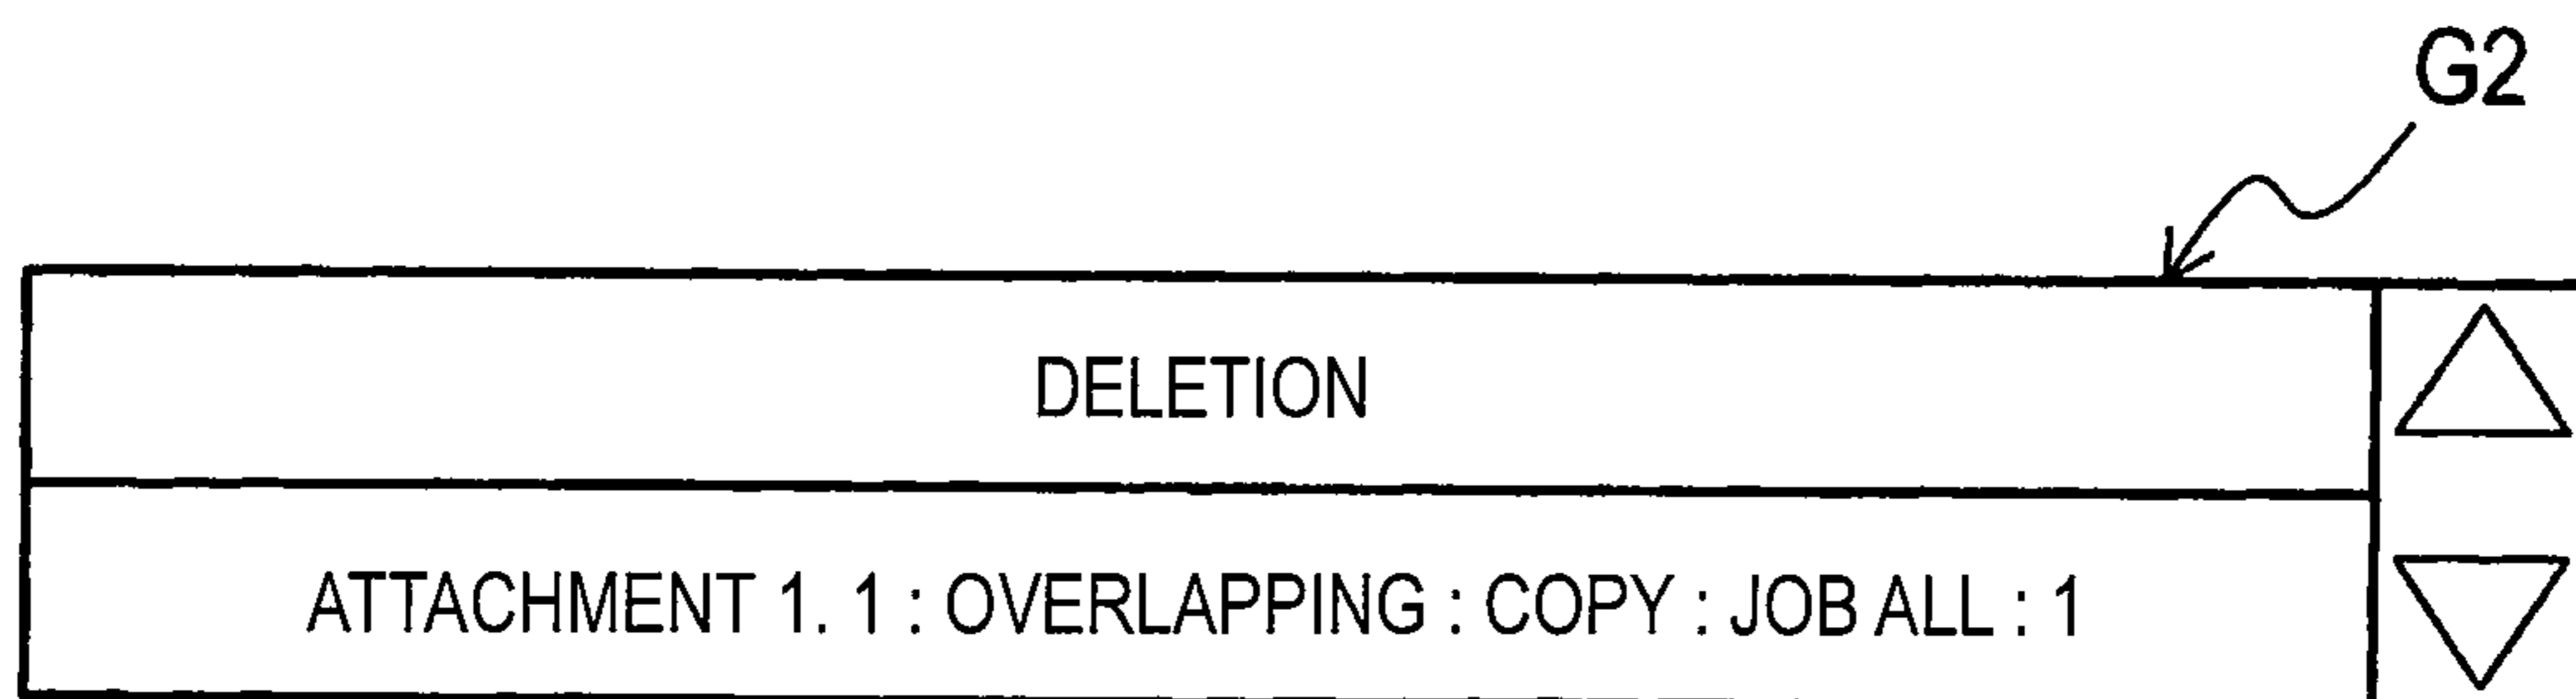 G2
DELETION
ATTACHMENT 1. 1 : OVERLAPPING : COPY : JOB ALL : 1